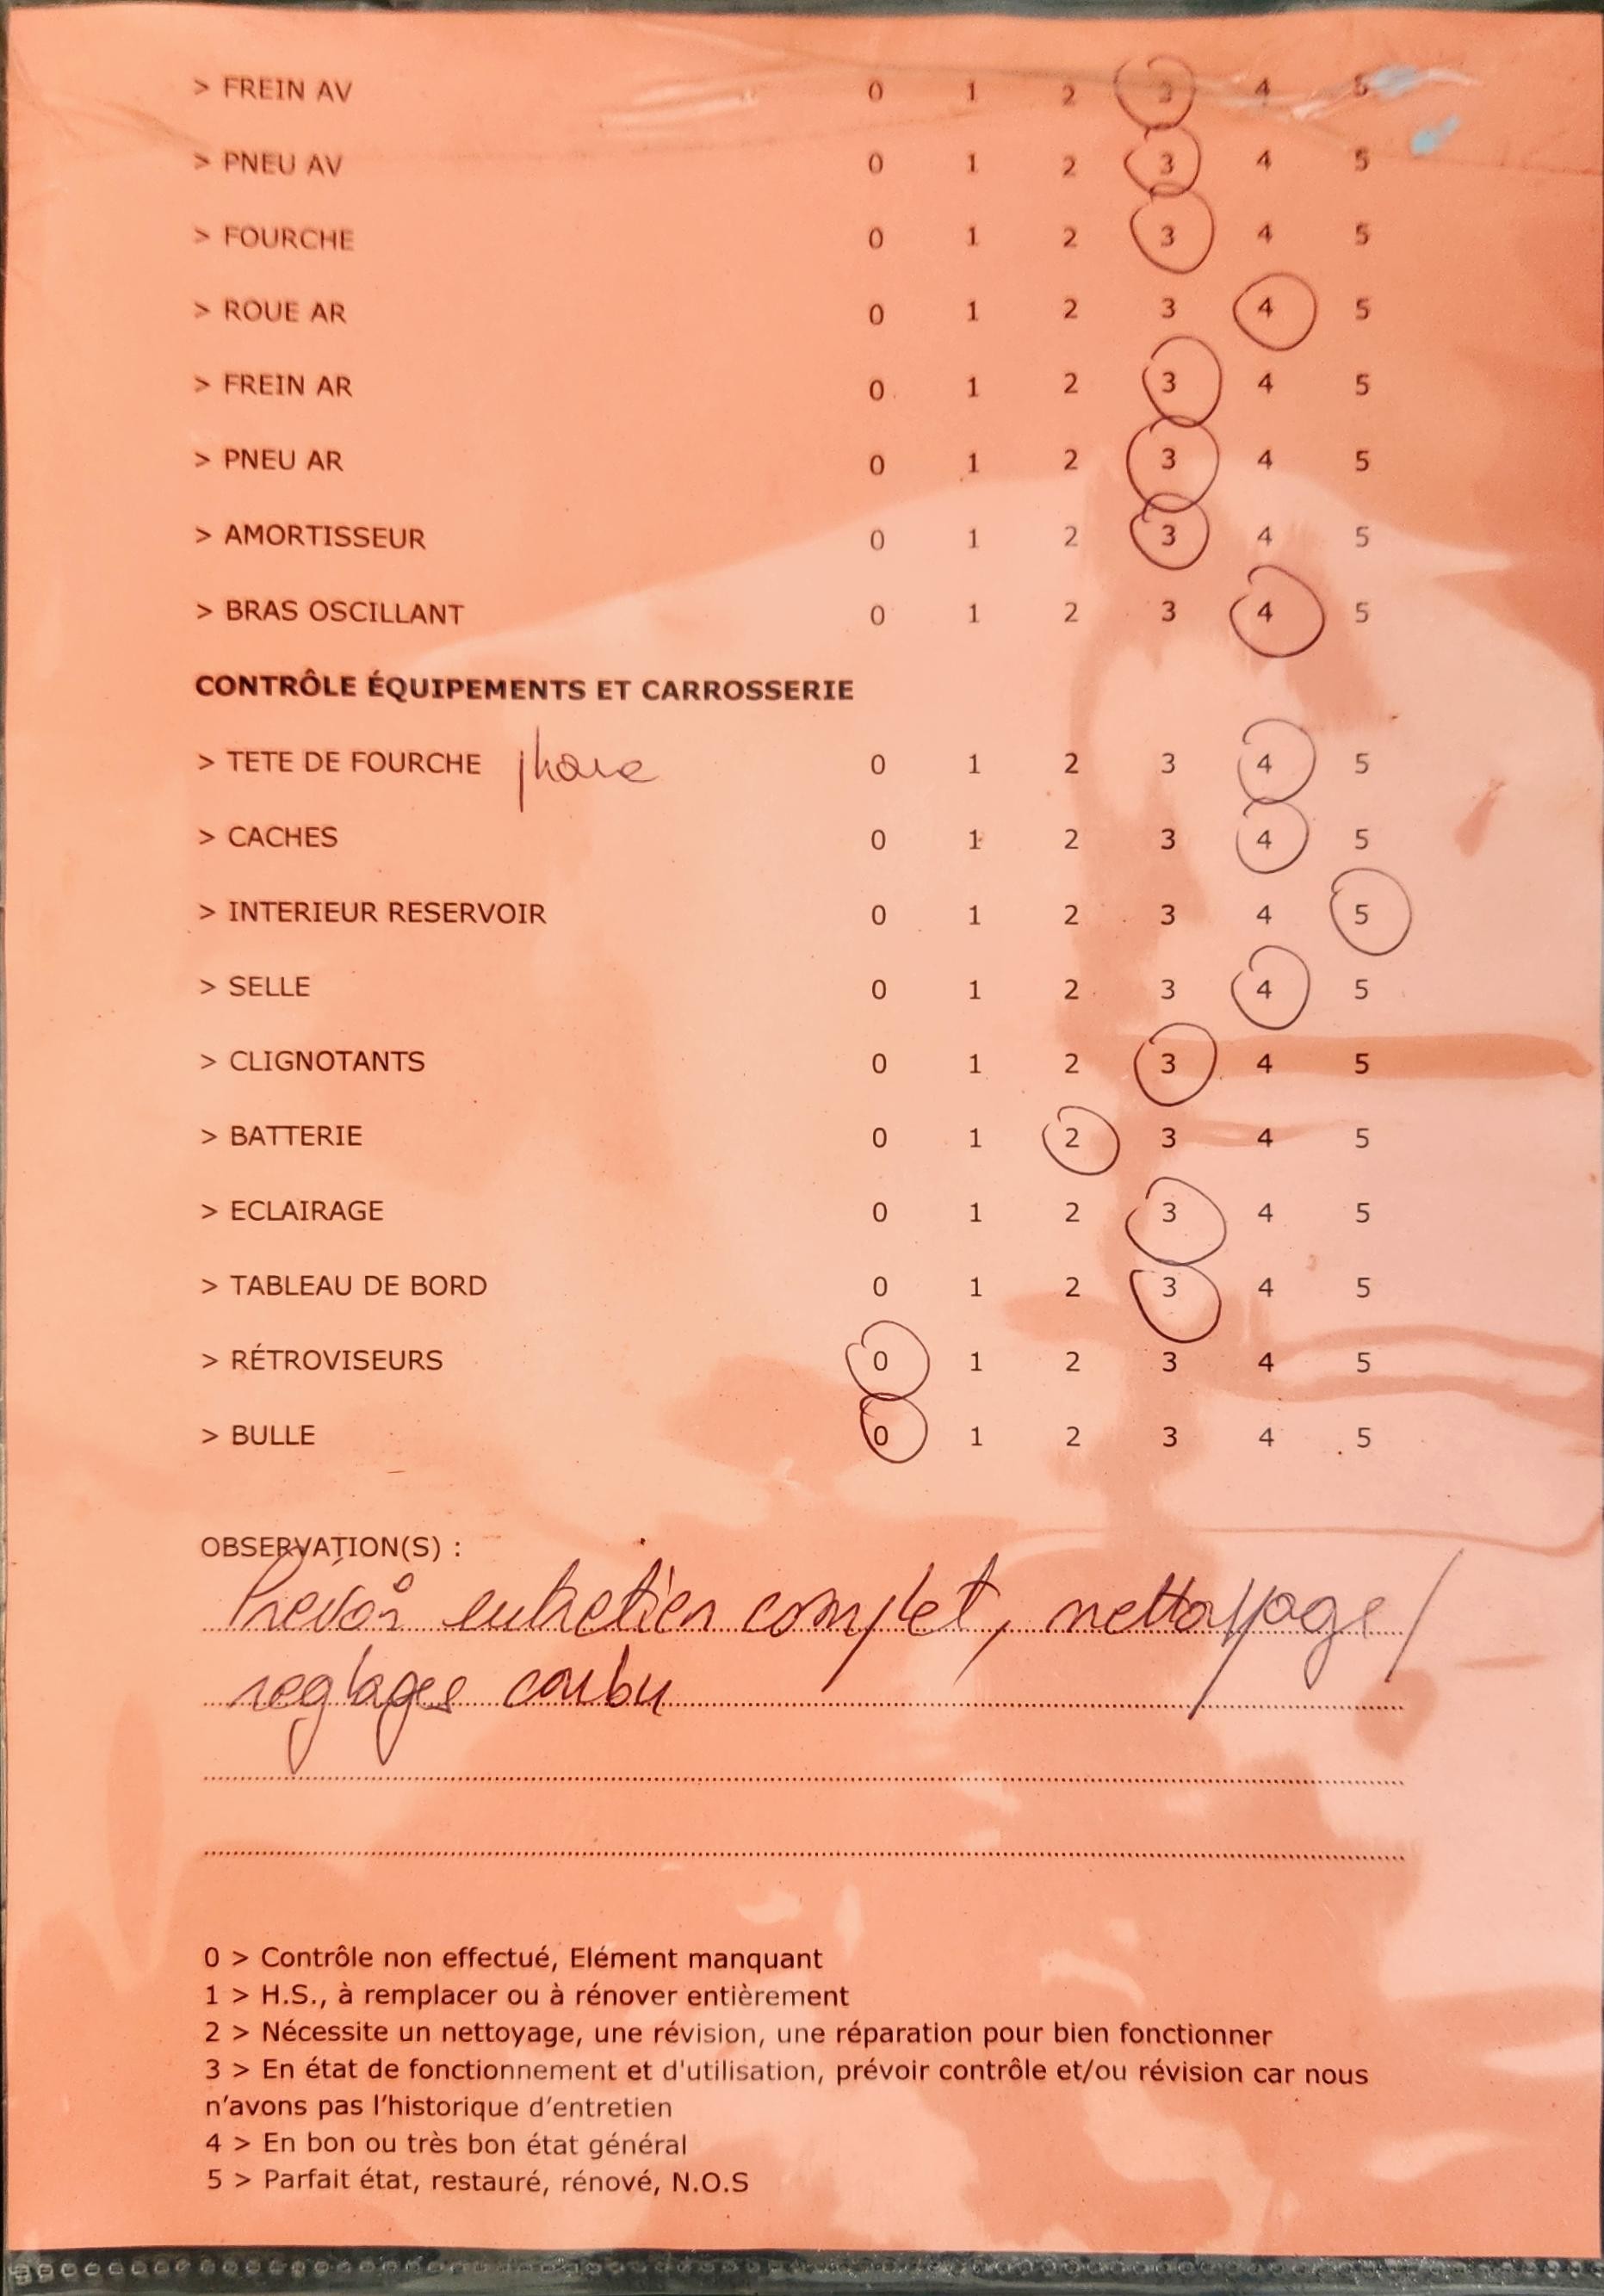 > FREIN AV 0 1 2 3 4 5
> PNEU AV 0 1 2 3 4 5
> FOURCHE 0 1 2 3 4 5
> ROUE AR 0 1 2 3 4 5
> FREIN AR 0 1 2 3 4 5
> PNEU AR 0 1 2 3 4 5
> AMORTISSEUR 0 1 2 3 4 5
> BRAS OSCILLANT 0 1 2 3 4 5
CONTRÔLE ÉQUIPEMENTS ET CARROSSERIE
> TETE DE FOURCHE phare 0 1 2 3 4 5
> CACHES 0 1 2 3 4 5
> INTERIEUR RESERVOIR 0 1 2 3 4 5
> SELLE 0 1 2 3 4 5
> CLIGNOTANTS 0 1 2 3 4 5
> BATTERIE 0 1 2 3 4 5
> ECLAIRAGE 0 1 2 3 4 5
> TABLEAU DE BORD 0 1 2 3 4 5
> RÉTROVISEURS 0 1 2 3 4 5
> BULLE 0 1 2 3 4 5
OBSERVATION(S) :
Prévoir entretien complet, nettoyage /
reglages carbu
0 > Contrôle non effectué, Elément manquant
1 > H.S., à remplacer ou à rénover entièrement
2 > Nécessite un nettoyage, une révision, une réparation pour bien fonctionner
3 > En état de fonctionnement et d'utilisation, prévoir contrôle et/ou révision car nous
n'avons pas l'historique d'entretien
4 > En bon ou très bon état général
5 > Parfait état, restauré, rénové, N.O.S